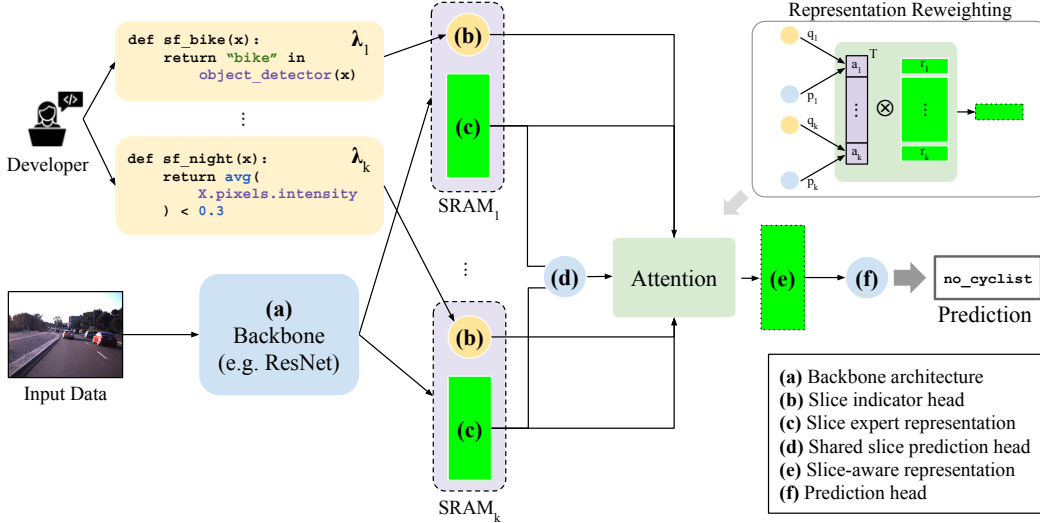 Representation Reweighting
def sf_bike(x):
return “bike” in
object_detector(x)
λ1
⋮
Developer
def sf_night(x):
return avg(
X.pixels.intensity
) < 0.3
λk
(b)
(c)
SRAM1
...
(b)
(c)
SRAMk
(a)
Backbone
(e.g. ResNet)
Input Data
(d)
Attention
q1
p1
qk
pk
a1
⋮
ak
T
⊗
r1
⋮
rk
(e)
(f)
no_cyclist
Prediction
(a) Backbone architecture
(b) Slice indicator head
(c) Slice expert representation
(d) Shared slice prediction head
(e) Slice-aware representation
(f) Prediction head